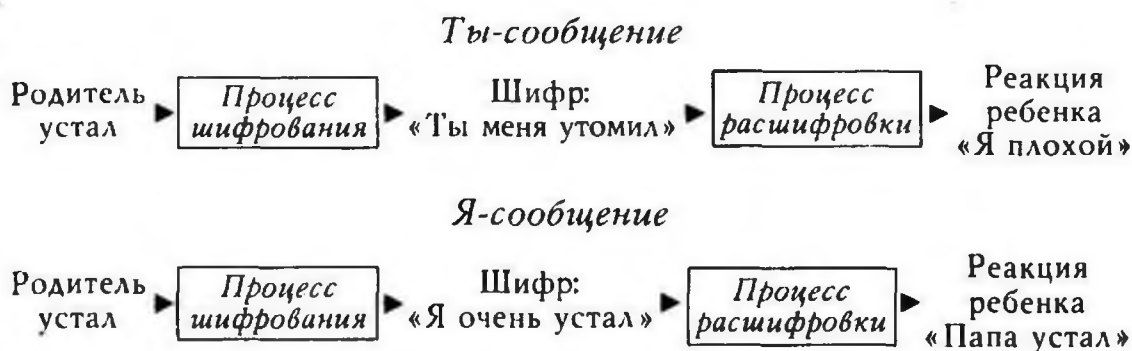 Ты-сообщение
Родитель
устал
Процесс
шифрования
Шифр:
«Ты меня утомил»
Процесс
расшифровки
Реакция
ребенка
«Я плохой»
Я-сообщение
Родитель
устал
Процесс
шифрования
Шифр:
«Я очень устал»
Процесс
расшифровки
Реакция
ребенка
«Папа устал»